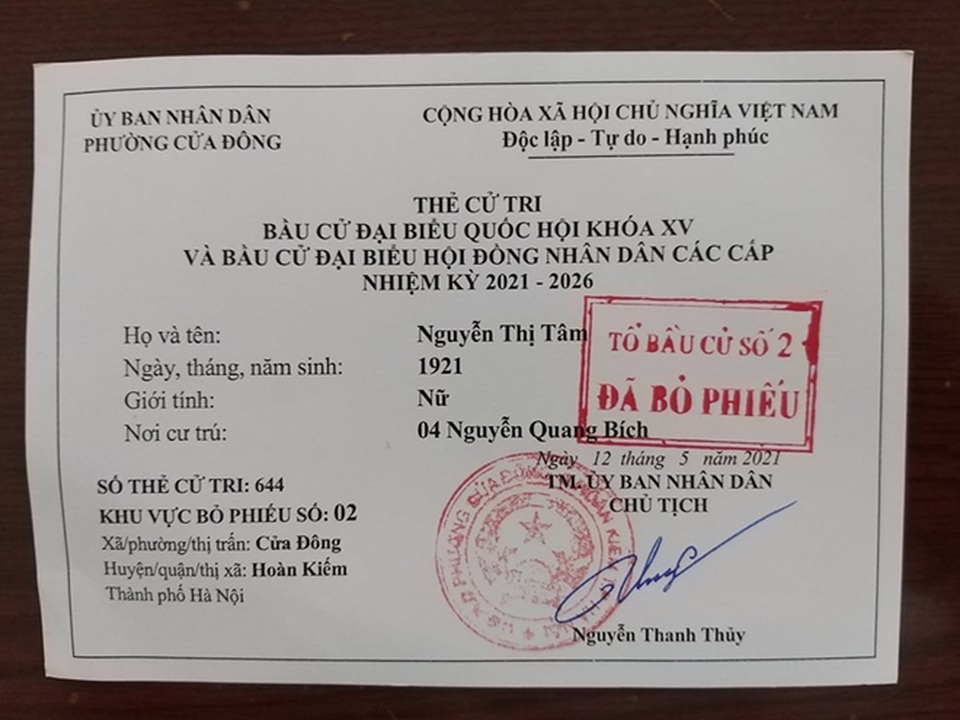 ỦY BAN NHÂN DÂN
PHƯỜNG CỬA ĐÔNG
CỘNG HÒA XÃ HỘI CHỦ NGHĨA VIỆT NAM
Độc lập - Tự do - Hạnh phúc
THẺ CỬ TRI
BẦU CỬ ĐẠI BIỂU QUỐC HỘI KHÓA XV
VÀ BẦU CỬ ĐẠI BIỂU HỘI ĐỒNG NHÂN DÂN CÁC CẤP
NHIỆM KỲ 2021 - 2026
Họ và tên: Nguyễn Thị Tâm
Ngày, tháng, năm sinh: 1921
Giới tính: Nữ
Nơi cư trú: 04 Nguyễn Quang Bích
TỔ BẦU CỬ SỐ 2
ĐÃ BỎ PHIẾU
SỐ THẺ CỬ TRI: 644
KHU VỰC BỎ PHIẾU SỐ: 02
Xã/phường/thị trấn: Cửa Đông
Huyện/quận/thị xã: Hoàn Kiếm
Thành phố Hà Nội
Ngày 12 tháng 5 năm 2021
TM. ỦY BAN NHÂN DÂN
CHỦ TỊCH
Nguyễn Thanh Thủy